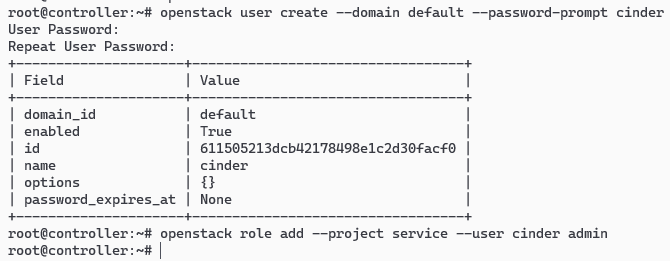 root@controller:~# openstack user create --domain default --password-prompt cinder
User Password:
Repeat User Password:
+---------------------+----------------------------------+
| Field               | Value                            |
+---------------------+----------------------------------+
| domain_id           | default                          |
| enabled             | True                             |
| id                  | 611505213dcb42178498e1c2d30facf0 |
| name                | cinder                           |
| options             | {}                               |
| password_expires_at | None                             |
+---------------------+----------------------------------+
root@controller:~# openstack role add --project service --user cinder admin
root@controller:~#